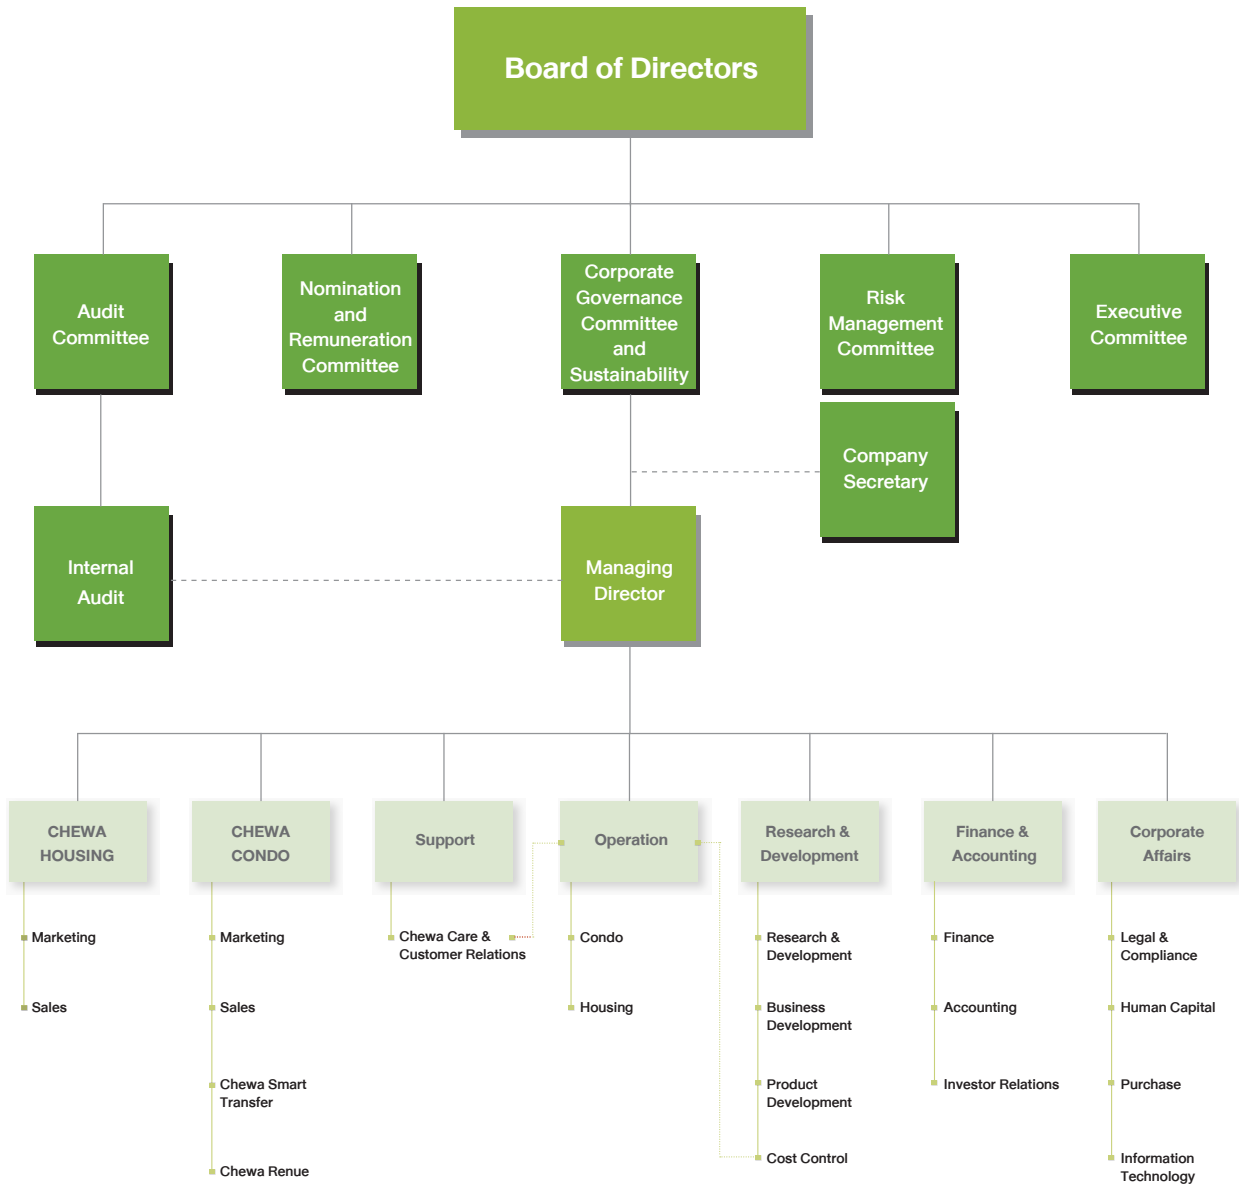 Board of Directors
Audit
Committee
Nomination
and
Remuneration
Committee
Corporate
Governance
Committee
and
Sustainability
Risk
Management
Committee
Executive
Committee
Company
Secretary
Internal
Audit
Managing
Director
CHEWA
HOUSING
CHEWA
CONDO
Support
Operation
Research &
Development
Finance &
Accounting
Corporate
Affairs
Marketing
Sales
Marketing
Sales
Chewa Smart
Transfer
Chewa Renue
Chewa Care &
Customer Relations
Condo
Housing
Research &
Development
Business
Development
Product
Development
Cost Control
Finance
Accounting
Investor Relations
Legal &
Compliance
Human Capital
Purchase
Information
Technology